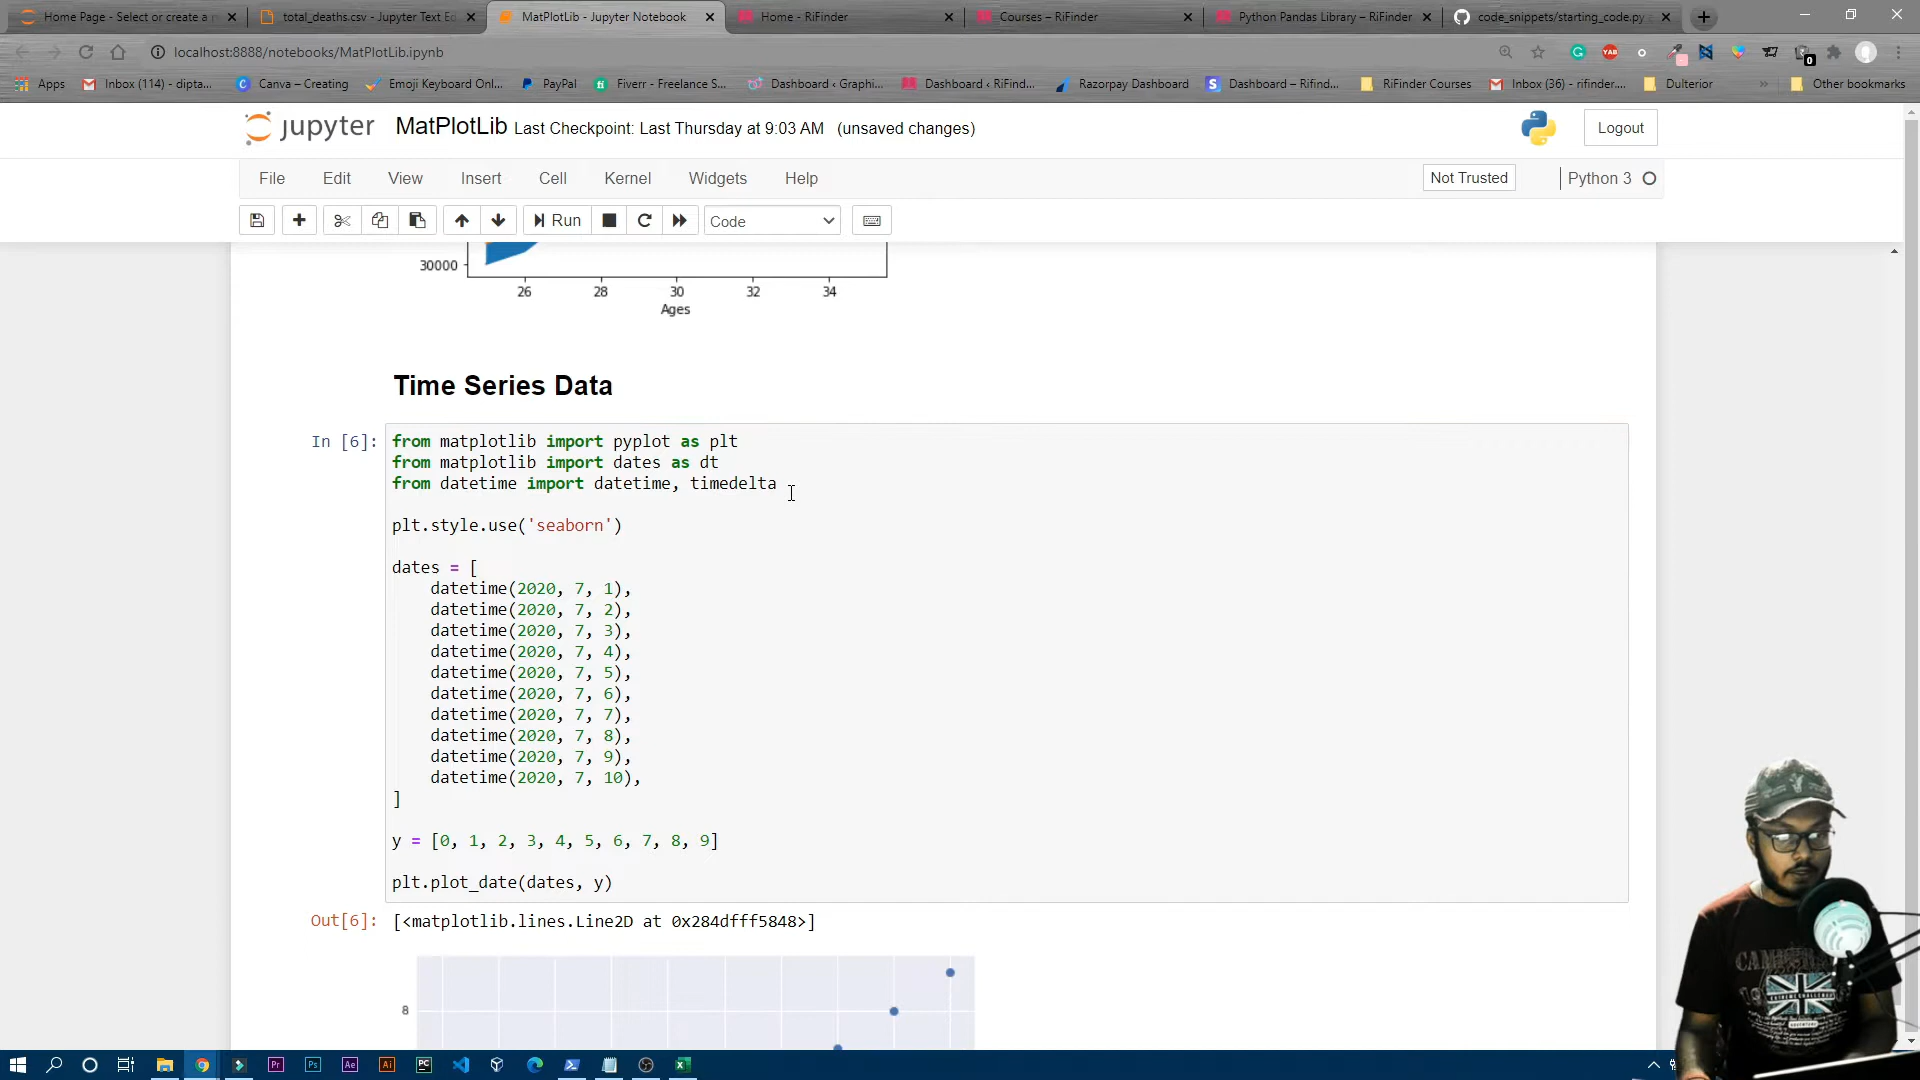 Home Page - Select or create a n
total_deaths.csv - Jupyter Text Ed
MatPlotLib - Jupyter Notebook
Home - RiFinder
Courses – RiFinder
Python Pandas Library – RiFinder
code_snippets/starting_code.py
localhost:8888/notebooks/MatPlotLib.ipynb
Apps
Inbox (114) - dipta...
Canva – Creating
Emoji Keyboard Onl...
PayPal
Fiverr - Freelance S...
Dashboard ‹ Graphi...
Dashboard ‹ RiFind...
Razorpay Dashboard
Dashboard – Rifind...
RiFinder Courses
Inbox (36) - rifinder....
Dulterior
»
Other bookmarks
jupyter MatPlotLib Last Checkpoint: Last Thursday at 9:03 AM (unsaved changes)
Logout
File Edit View Insert Cell Kernel Widgets Help
Not Trusted
Python 3
Run
Code
30000
26 28 30 32 34
Ages
Time Series Data
In [6]:
from matplotlib import pyplot as plt
from matplotlib import dates as dt
from datetime import datetime, timedelta
plt.style.use('seaborn')
dates = [
datetime(2020, 7, 1),
datetime(2020, 7, 2),
datetime(2020, 7, 3),
datetime(2020, 7, 4),
datetime(2020, 7, 5),
datetime(2020, 7, 6),
datetime(2020, 7, 7),
datetime(2020, 7, 8),
datetime(2020, 7, 9),
datetime(2020, 7, 10),
]
y = [0, 1, 2, 3, 4, 5, 6, 7, 8, 9]
plt.plot_date(dates, y)
Out[6]: [<matplotlib.lines.Line2D at 0x284dfff5848>]
8